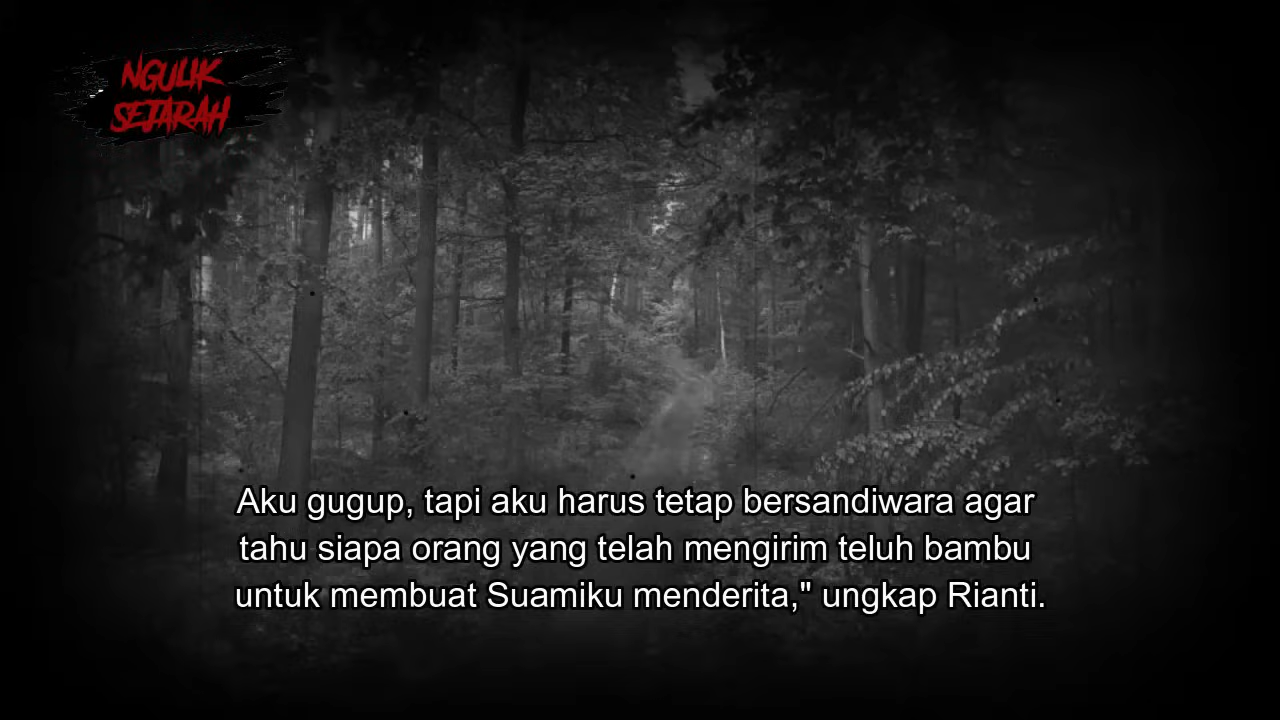 NGULIK
SEJARAH
Aku gugup, tapi aku harus tetap bersandiwara agar
tahu siapa orang yang telah mengirim teluh bambu
untuk membuat Suamiku menderita," ungkap Rianti.